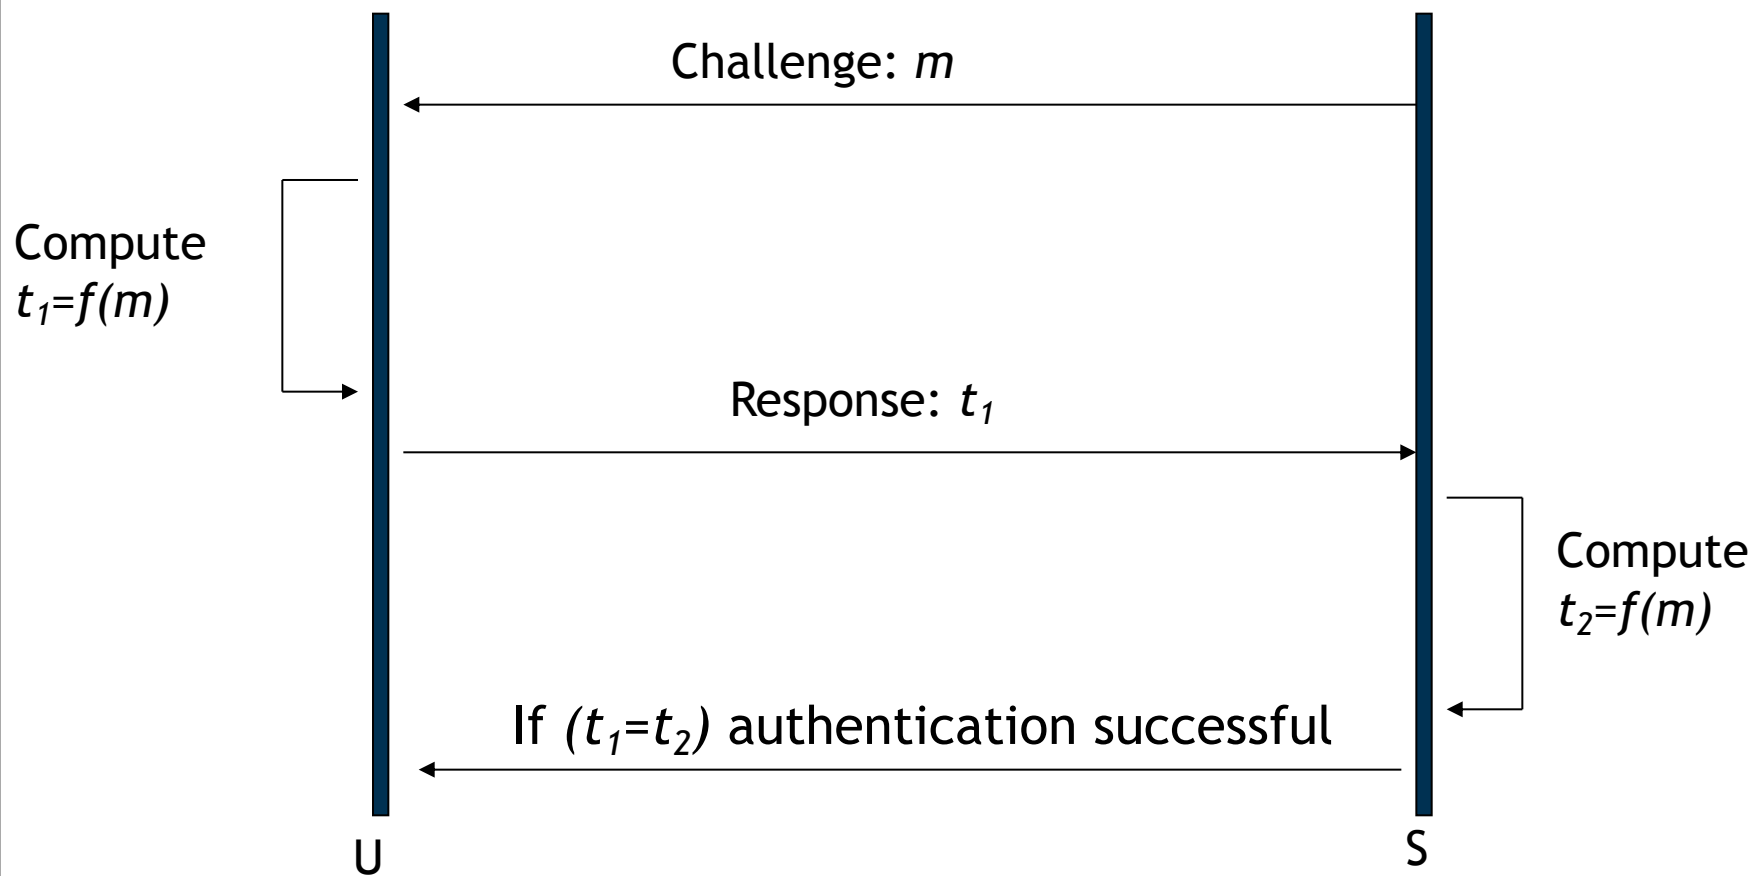 Challenge: m
Compute
t₁=f(m)
Response: t₁
Compute
t₂=f(m)
If (t₁=t₂) authentication successful
U
S